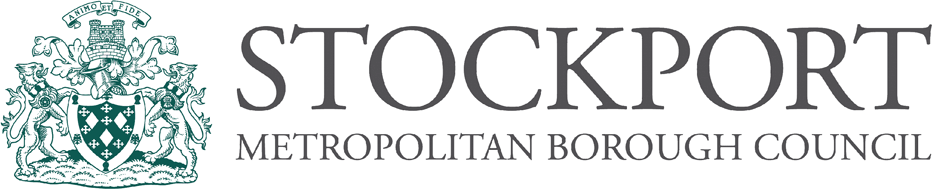 ANIMO ET FIDE
STOCKPORT
METROPOLITAN BOROUGH COUNCIL